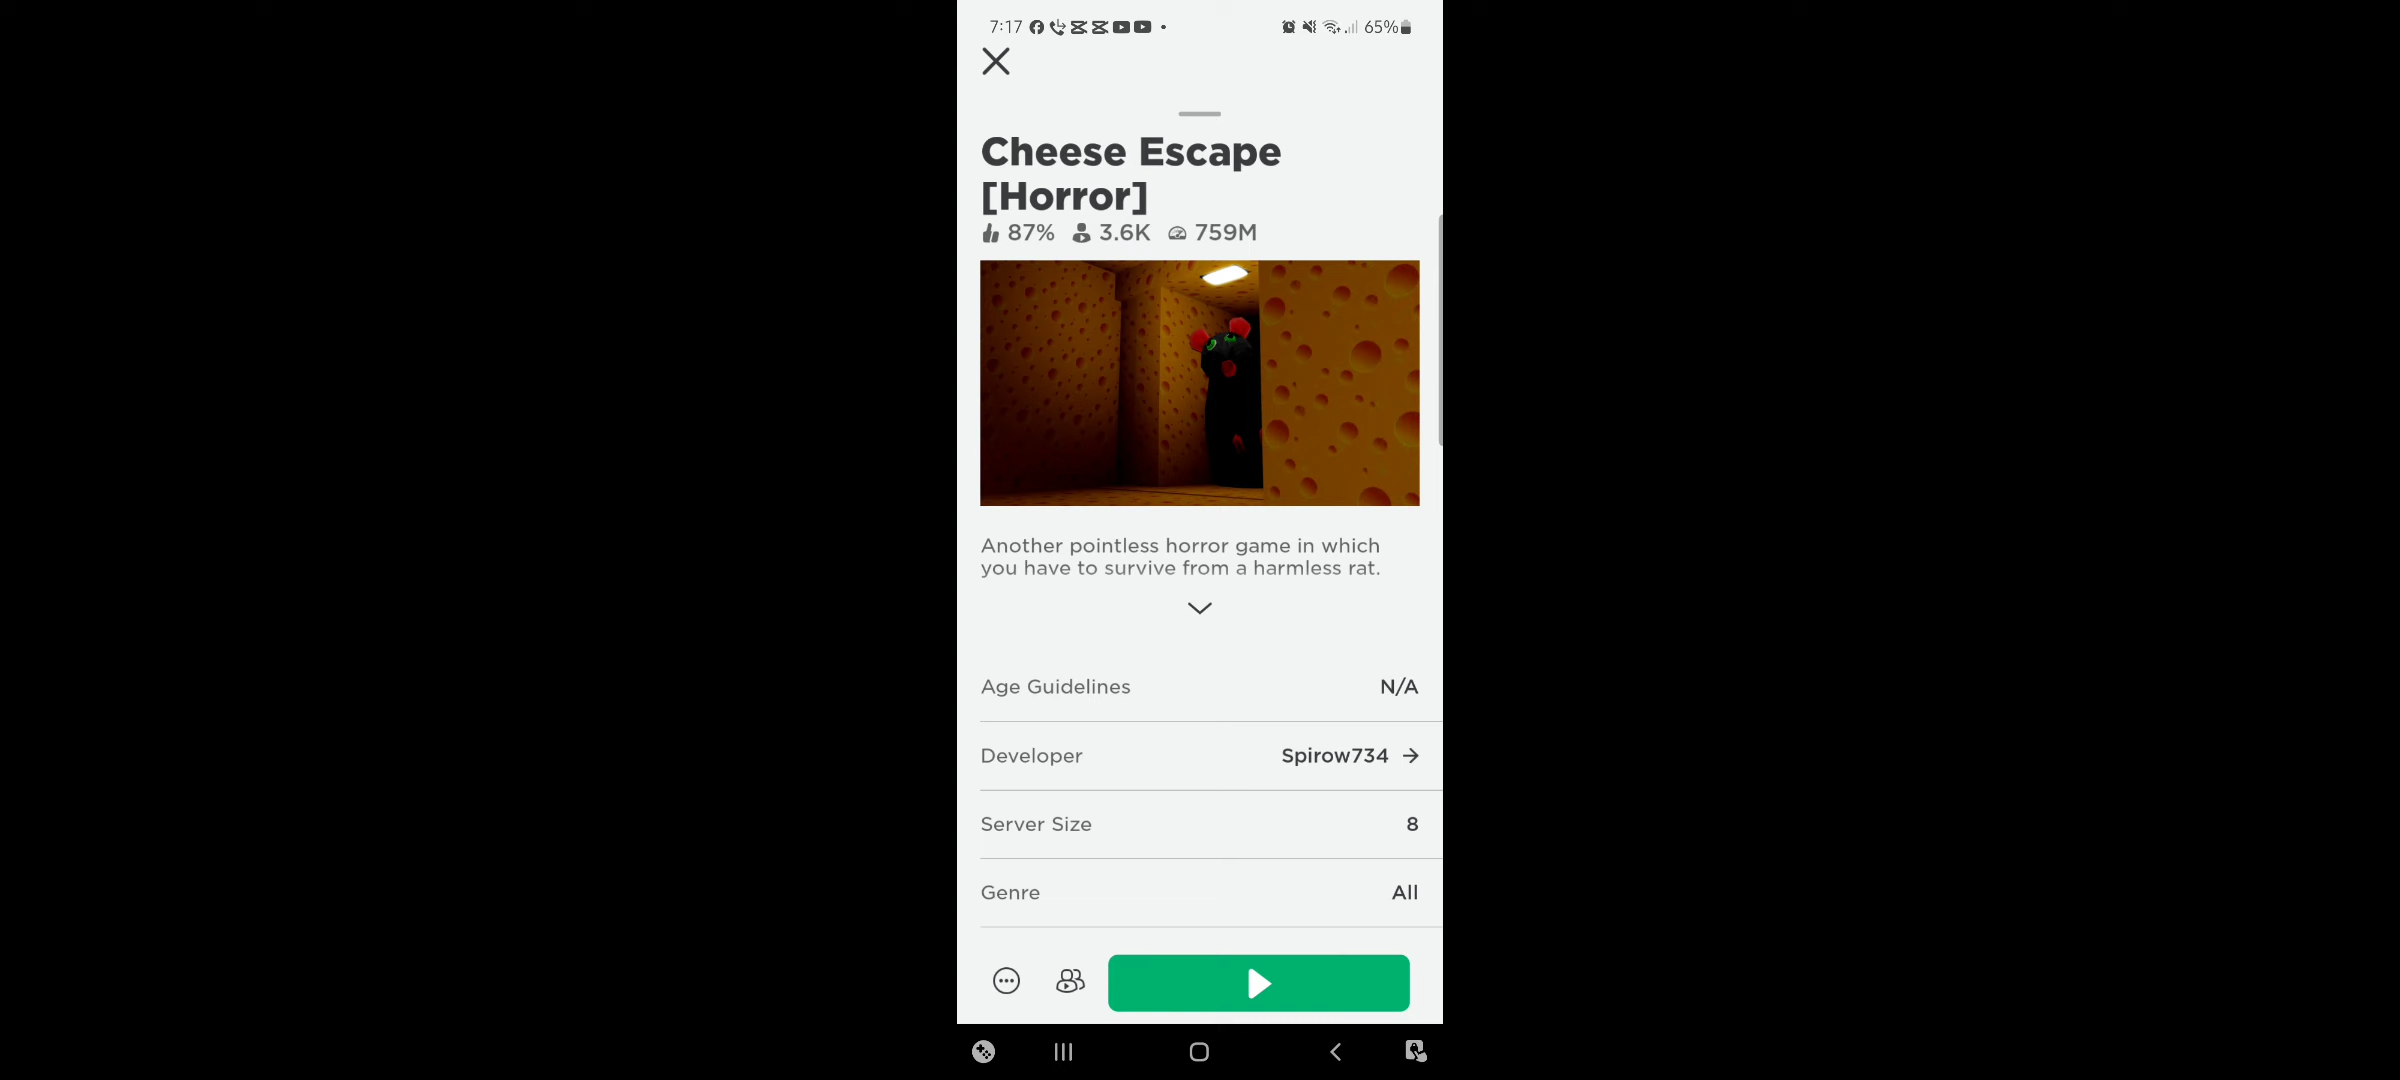 7:17 65%
Cheese Escape
[Horror]
87% 3.6K 759M
Another pointless horror game in which
you have to survive from a harmless rat.
Age Guidelines N/A
Developer Spirow734
Server Size 8
Genre All